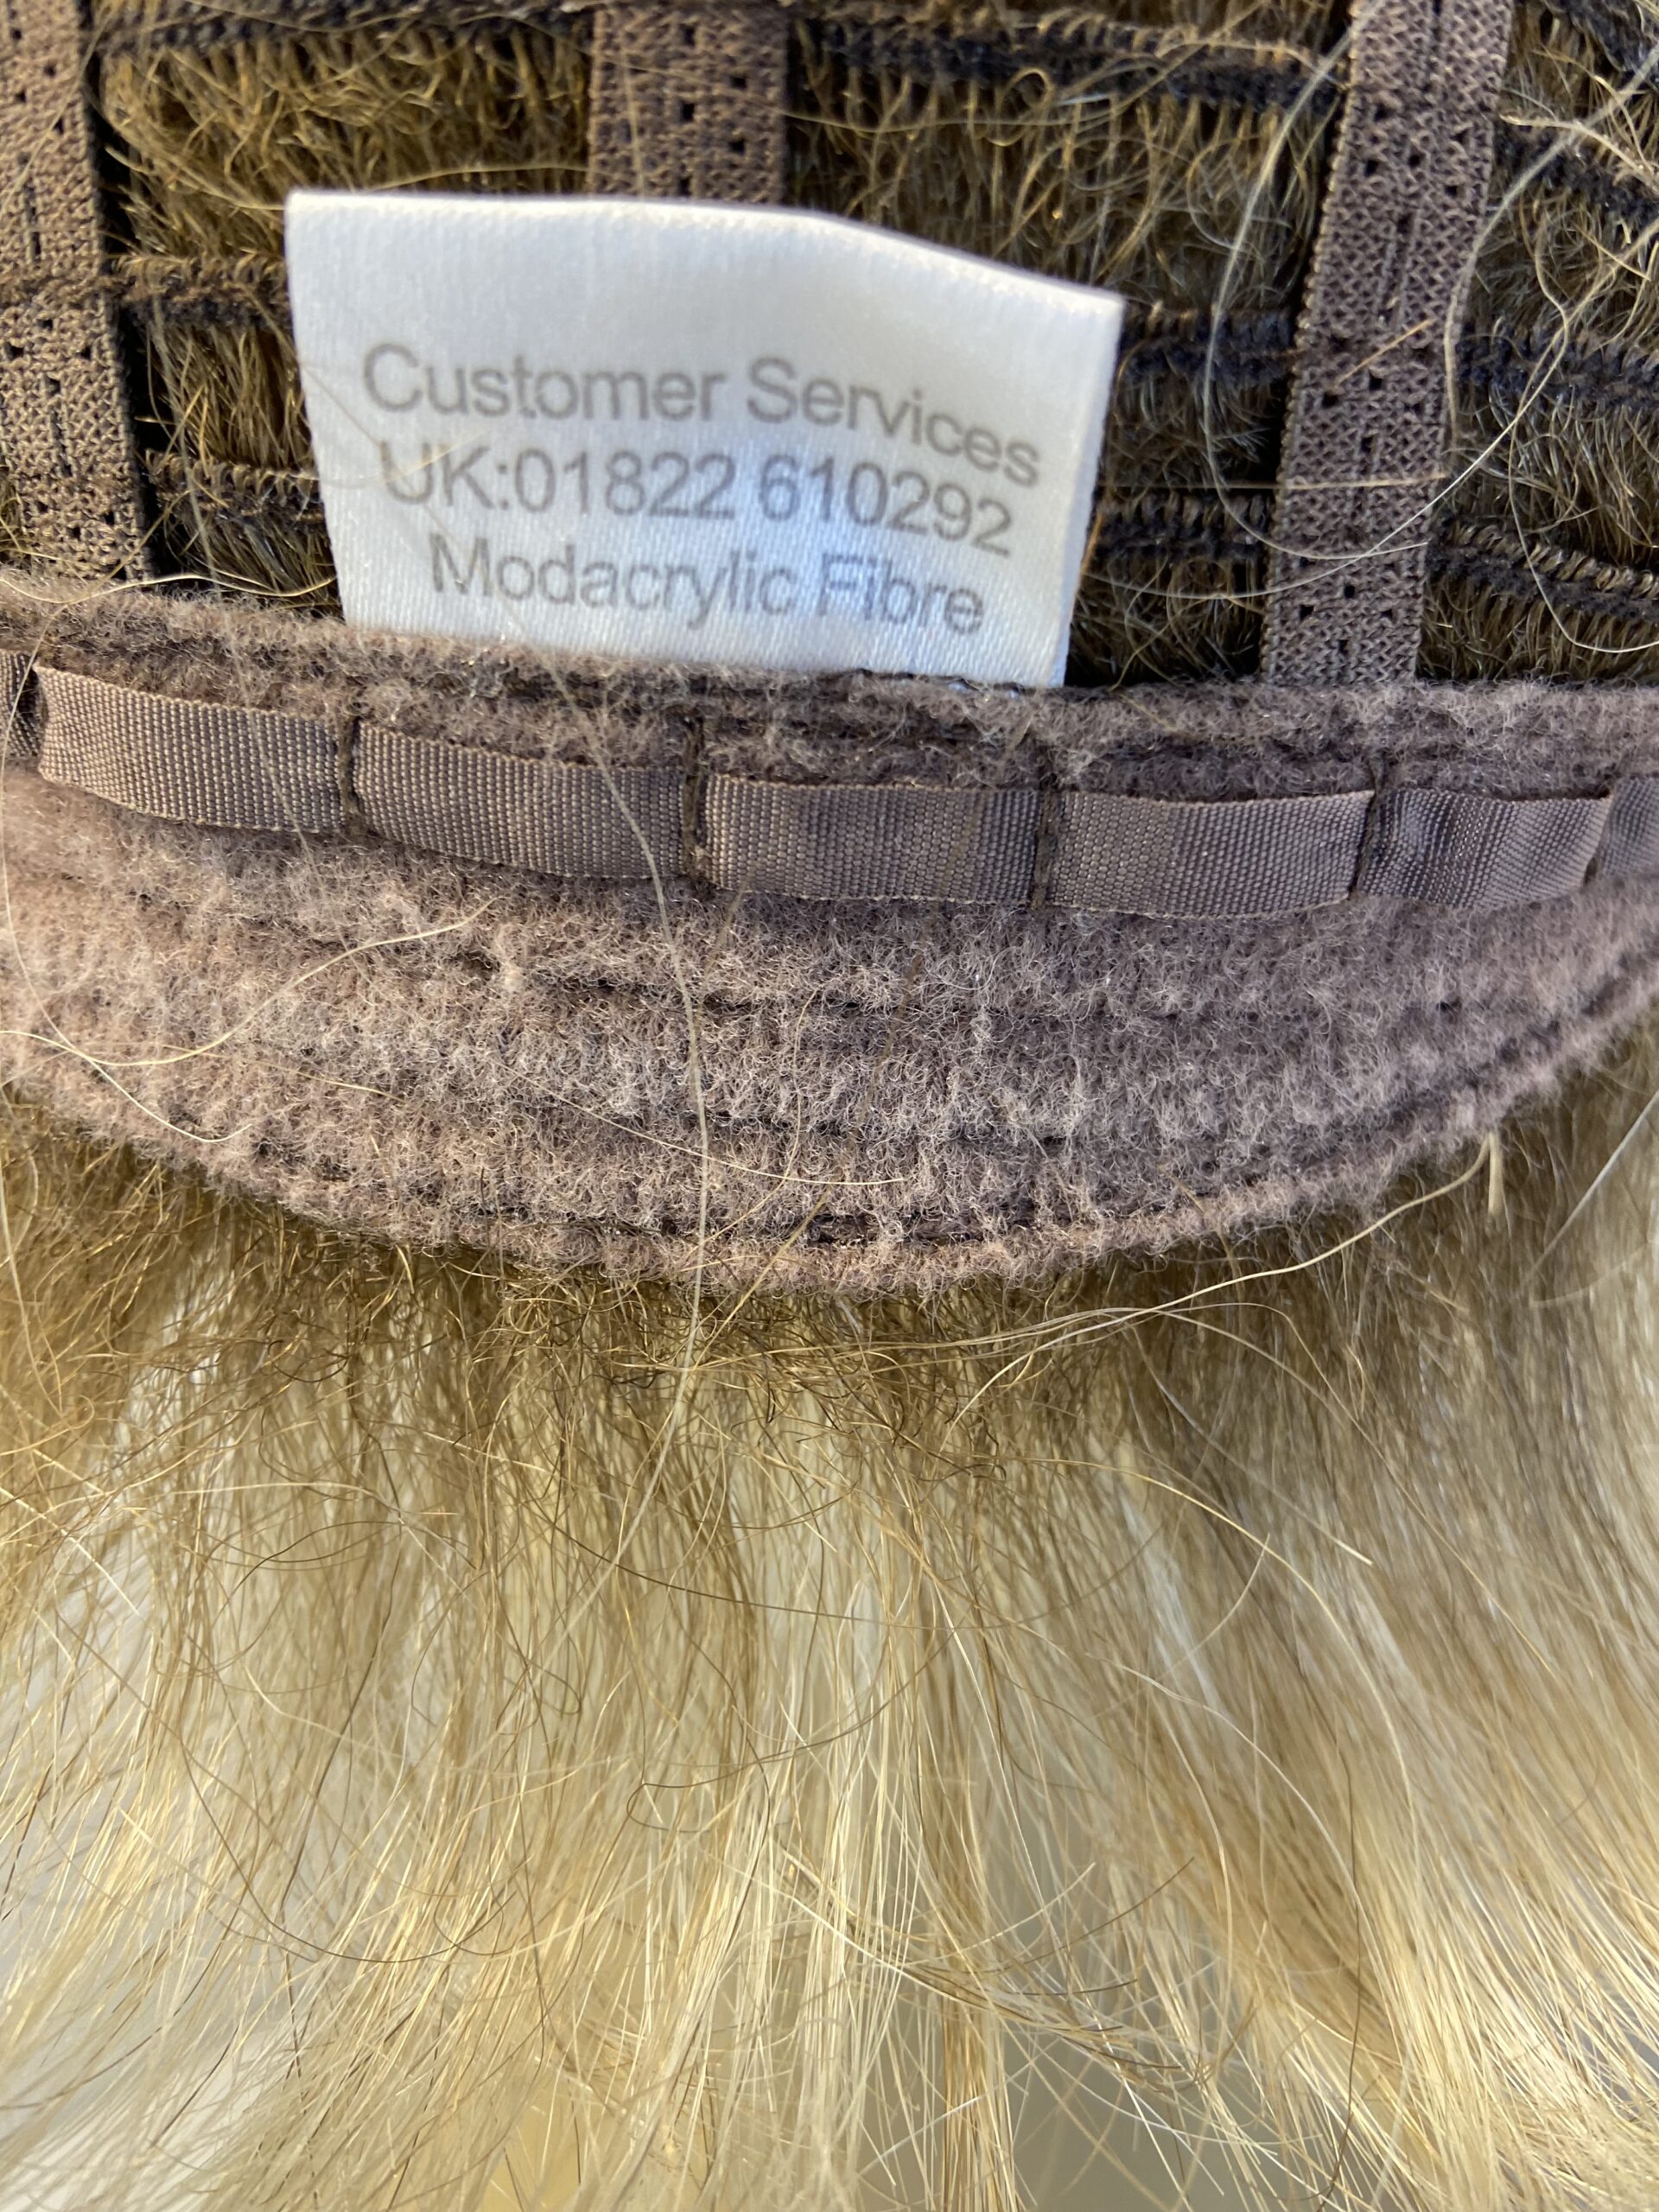 Customer Services
UK:01822 610292
Modacrylic Fibre